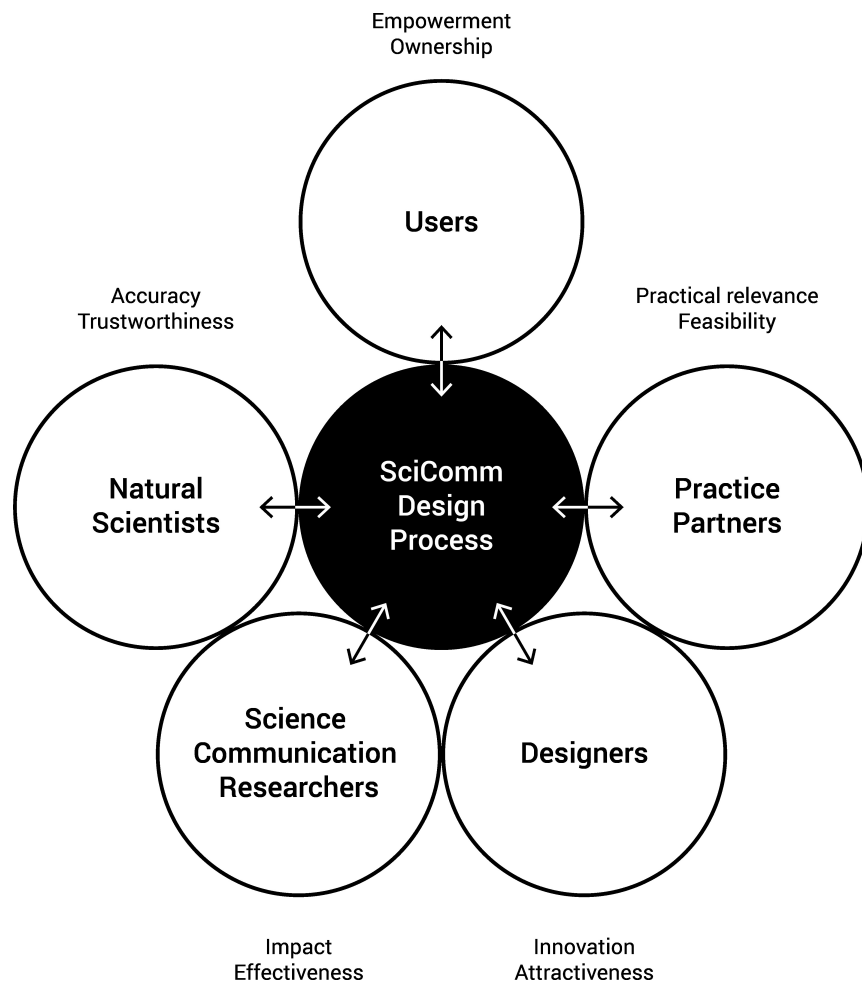 Empowerment
Ownership
Users
Accuracy
Trustworthiness
Practical relevance
Feasibility
Natural
Scientists
SciComm
Design
Process
Practice
Partners
Science
Communication
Researchers
Designers
Impact
Effectiveness
Innovation
Attractiveness